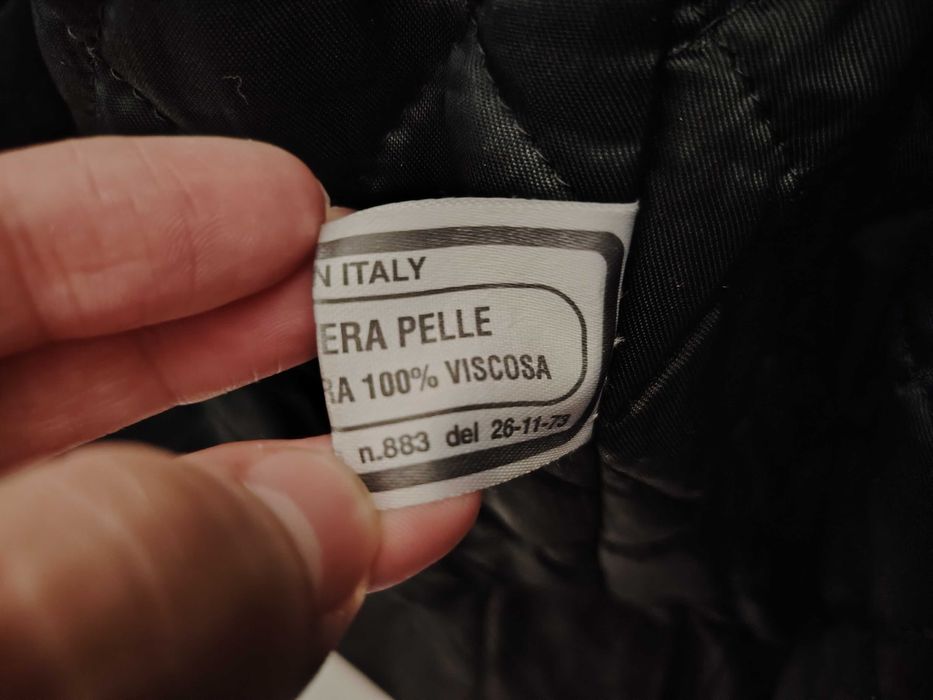 N ITALY
ERA PELLE
RA 100% VISCOSA
n.883 del 26-11-73